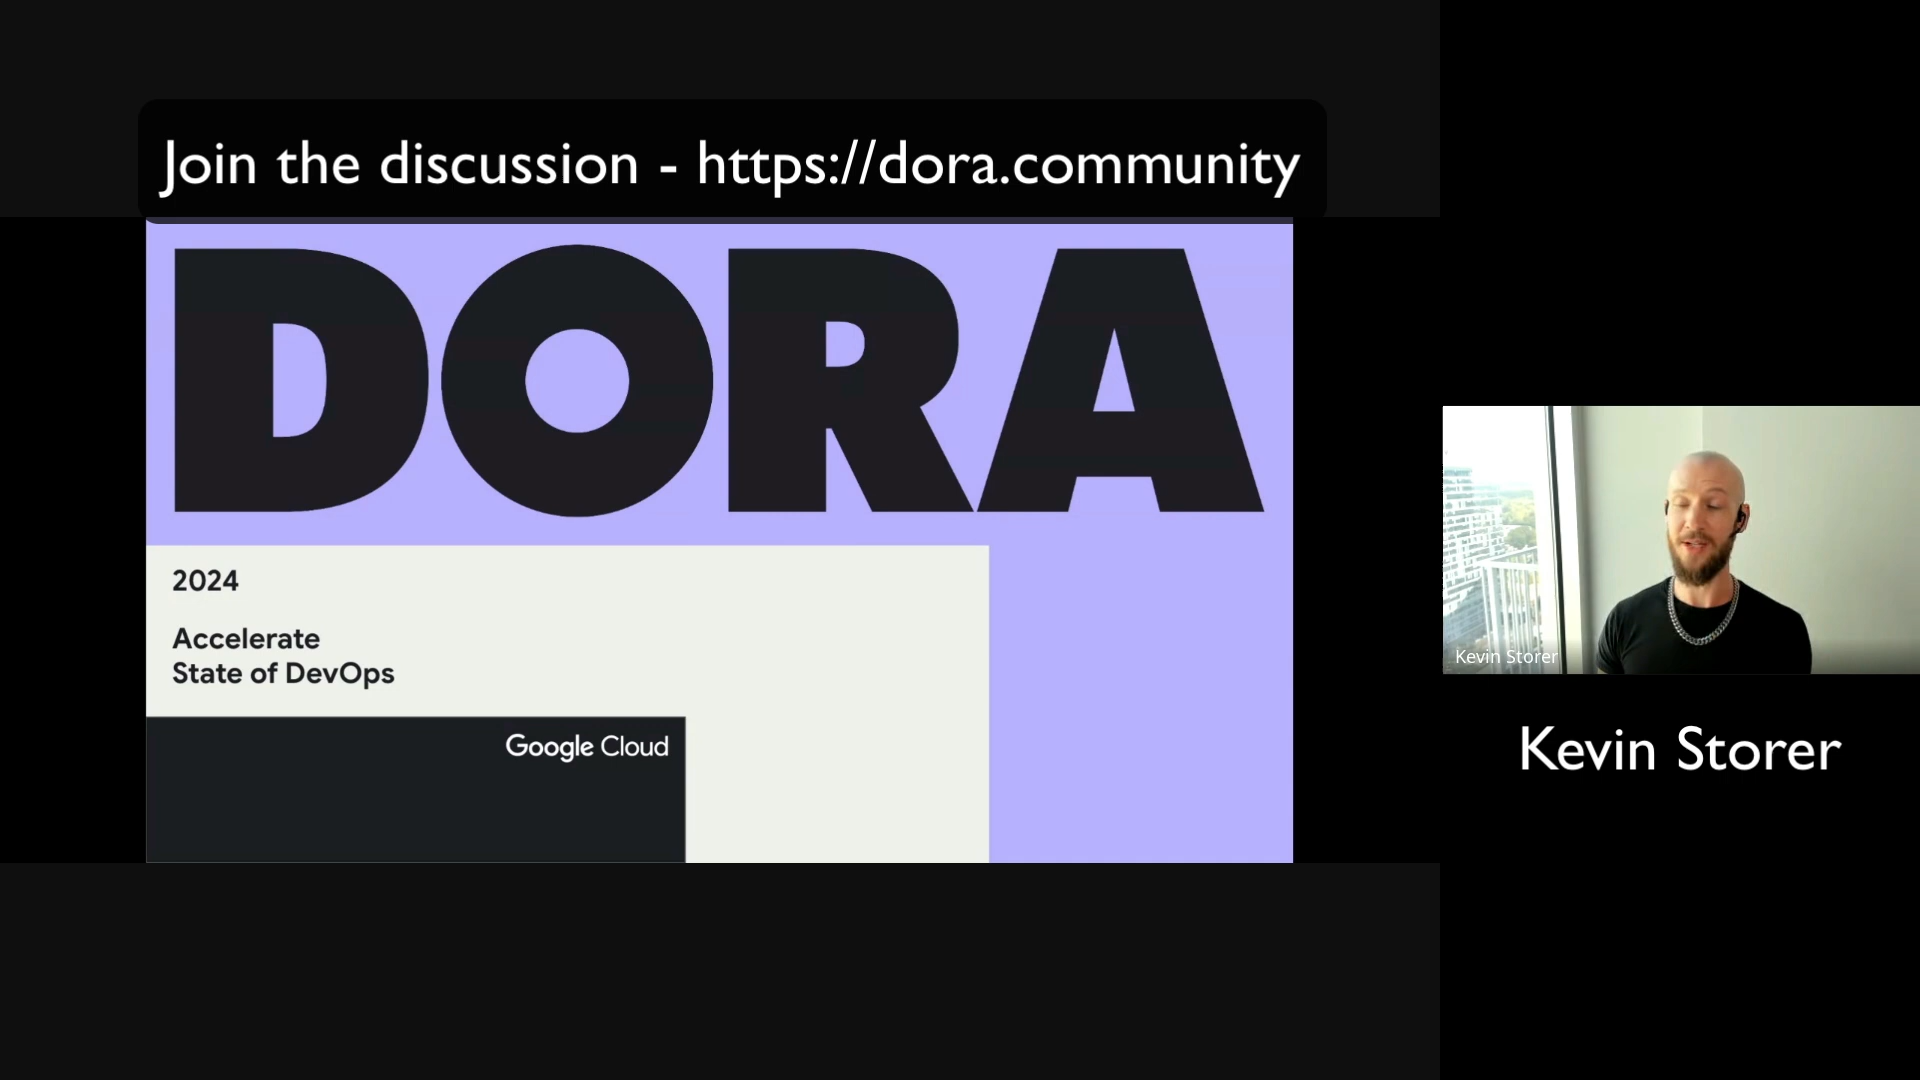 Join the discussion - https://dora.community
DORA
2024
Accelerate
State of DevOps
Google Cloud
Kevin Storer
Kevin Storer